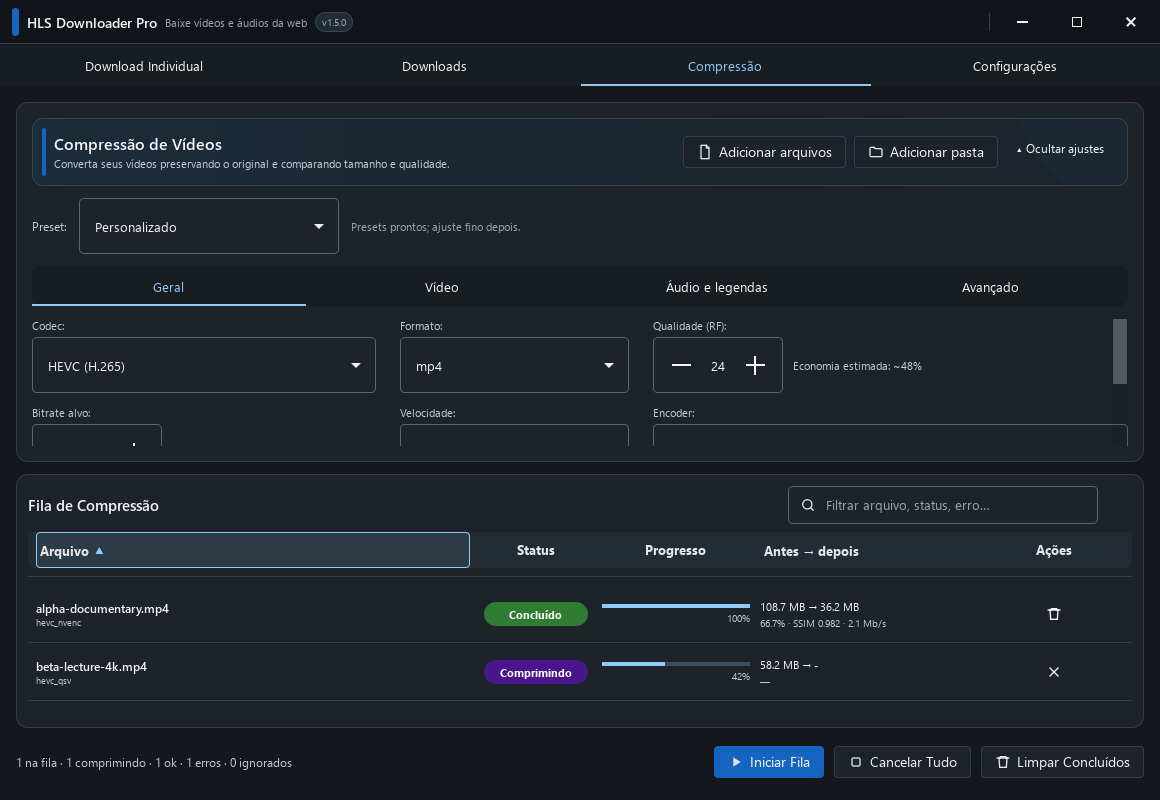 HLS Downloader Pro Baixe vídeos e áudios da web v1.5.0
Download Individual Downloads Compressão Configurações
Compressão de Vídeos
Converta seus vídeos preservando o original e comparando tamanho e qualidade.
Adicionar arquivos Adicionar pasta ▴ Ocultar ajustes
Preset: Personalizado Presets prontos; ajuste fino depois.
Geral Vídeo Áudio e legendas Avançado
Codec: Formato: Qualidade (RF):
HEVC (H.265) mp4 24 Economia estimada: ~48%
Bitrate alvo: Velocidade: Encoder:
Fila de Compressão Filtrar arquivo, status, erro...
Arquivo ▲ Status Progresso Antes → depois Ações
alpha-documentary.mp4 Concluído 108.7 MB → 36.2 MB
hevc_nvenc 100% 66.7% · SSIM 0.982 · 2.1 Mb/s
beta-lecture-4k.mp4 Comprimindo 58.2 MB → -
hevc_qsv 42% —
1 na fila · 1 comprimindo · 1 ok · 1 erros · 0 ignorados Iniciar Fila Cancelar Tudo Limpar Concluídos